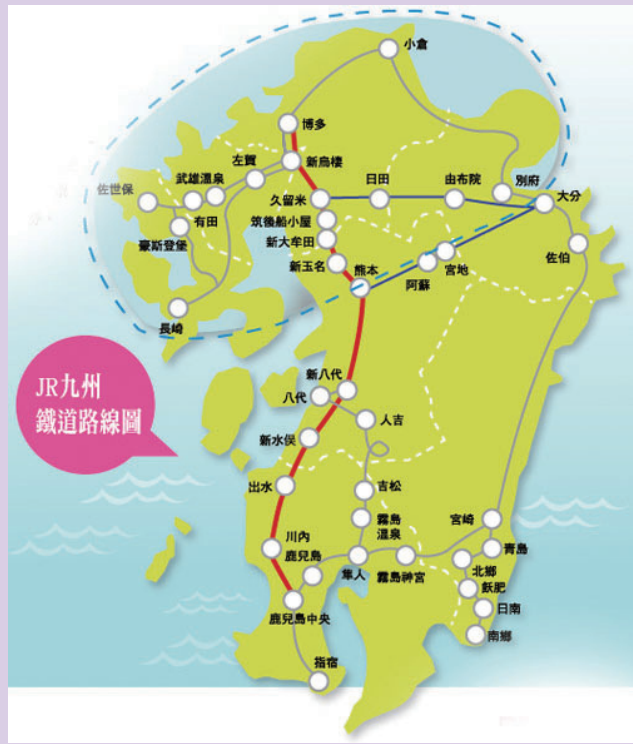 小倉
博多
新鳥棲
左賀
武雄溫泉
佐世保
有田
豪斯登堡
長崎
久留米
日田
由布院
別府
大分
筑後船小屋
新大牟田
新玉名
熊本
阿蘇
宮地
佐伯
JR九州
鐵道路線圖
新八代
八代
人吉
新水俣
出水
吉松
霧島
溫泉
宮崎
川內
鹿兒島
隼人
霧島神宮
青島
北鄉
飫肥
日南
南鄉
鹿兒島中央
指宿